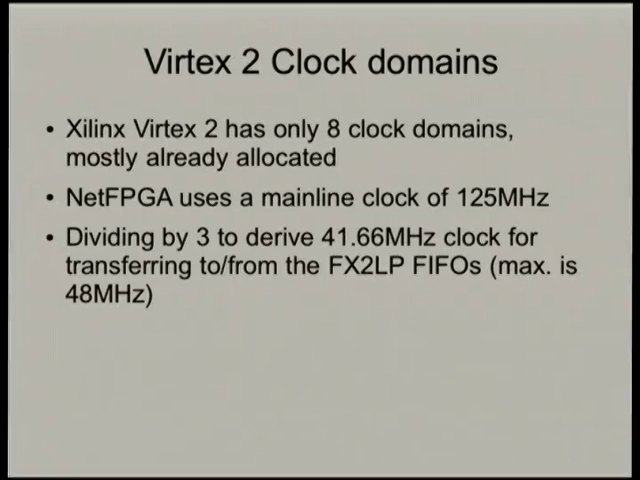 Virtex 2 Clock domains
• Xilinx Virtex 2 has only 8 clock domains,
mostly already allocated
• NetFPGA uses a mainline clock of 125MHz
• Dividing by 3 to derive 41.66MHz clock for
transferring to/from the FX2LP FIFOs (max. is
48MHz)